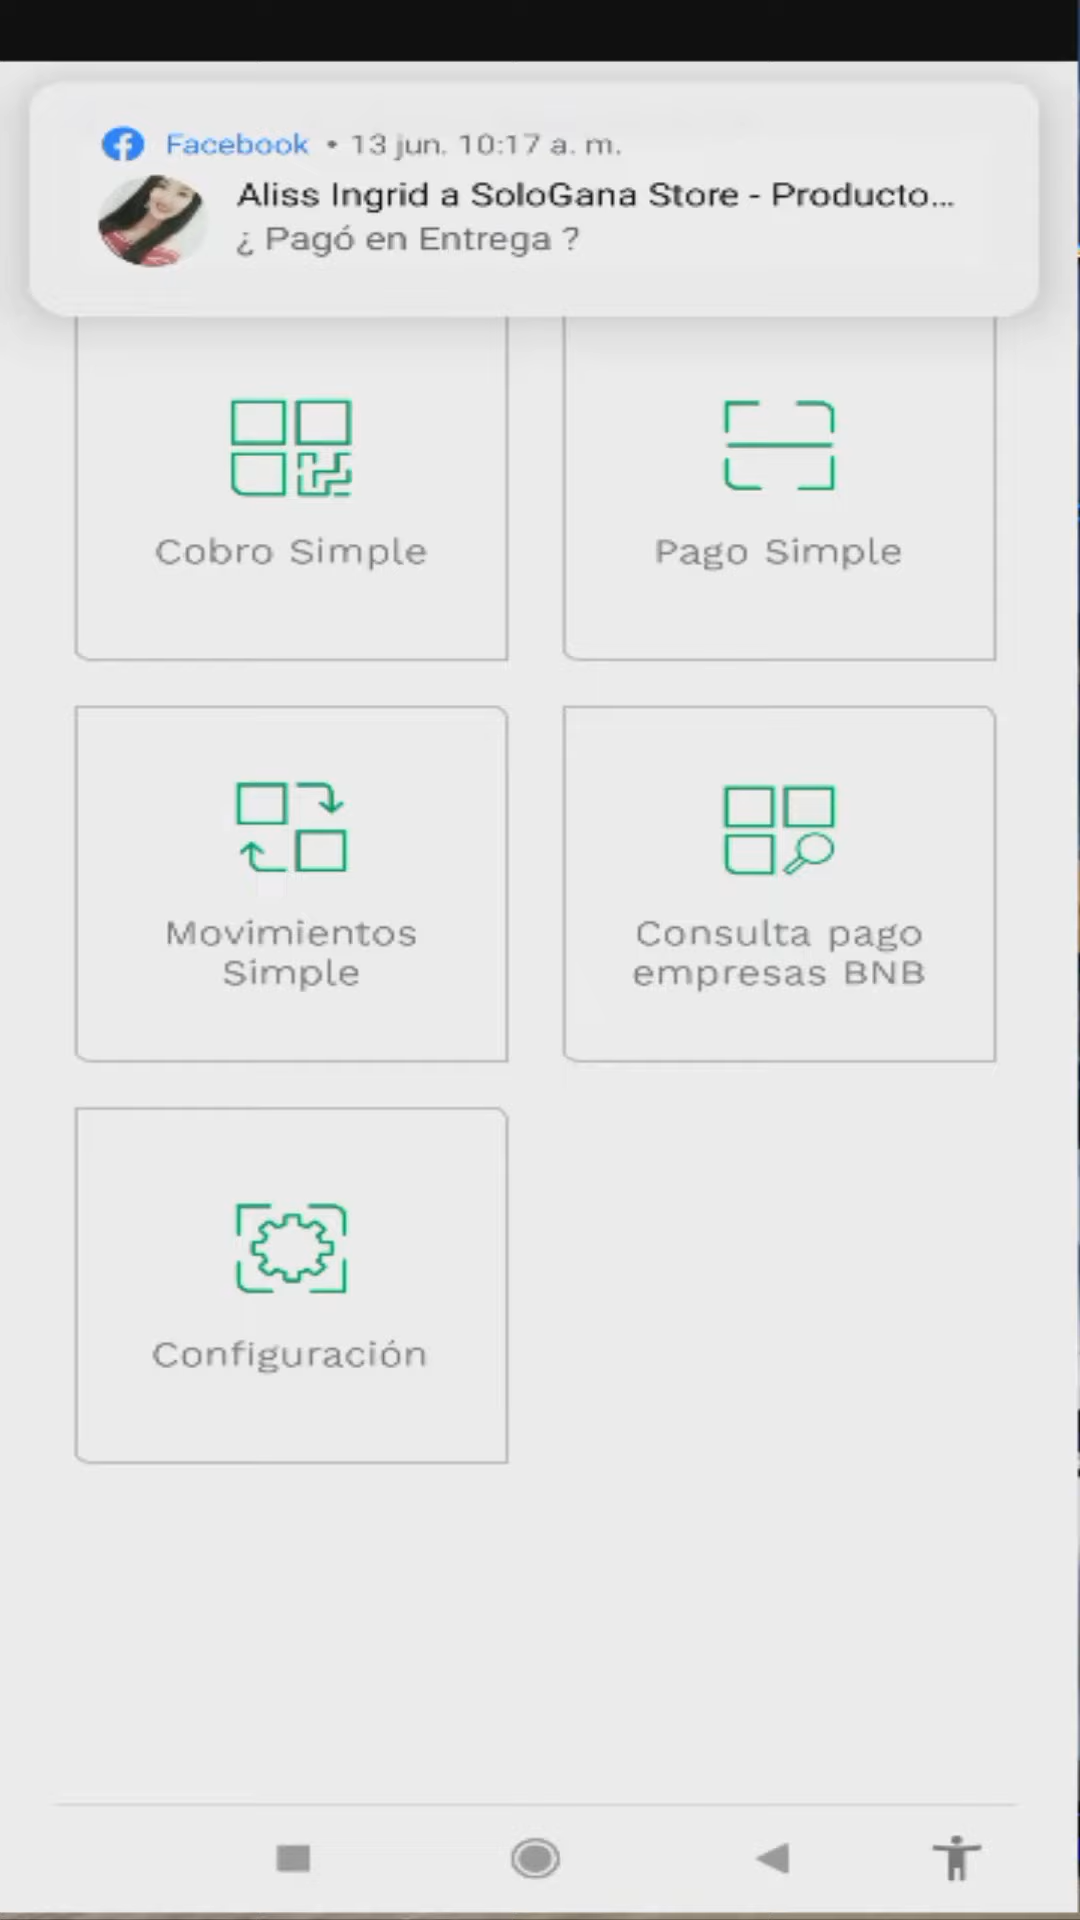 Facebook • 13 jun. 10:17 a. m.
Aliss Ingrid a SoloGana Store - Producto...
¿ Pagó en Entrega ?
Cobro Simple
Pago Simple
Movimientos
Simple
Consulta pago
empresas BNB
Configuración